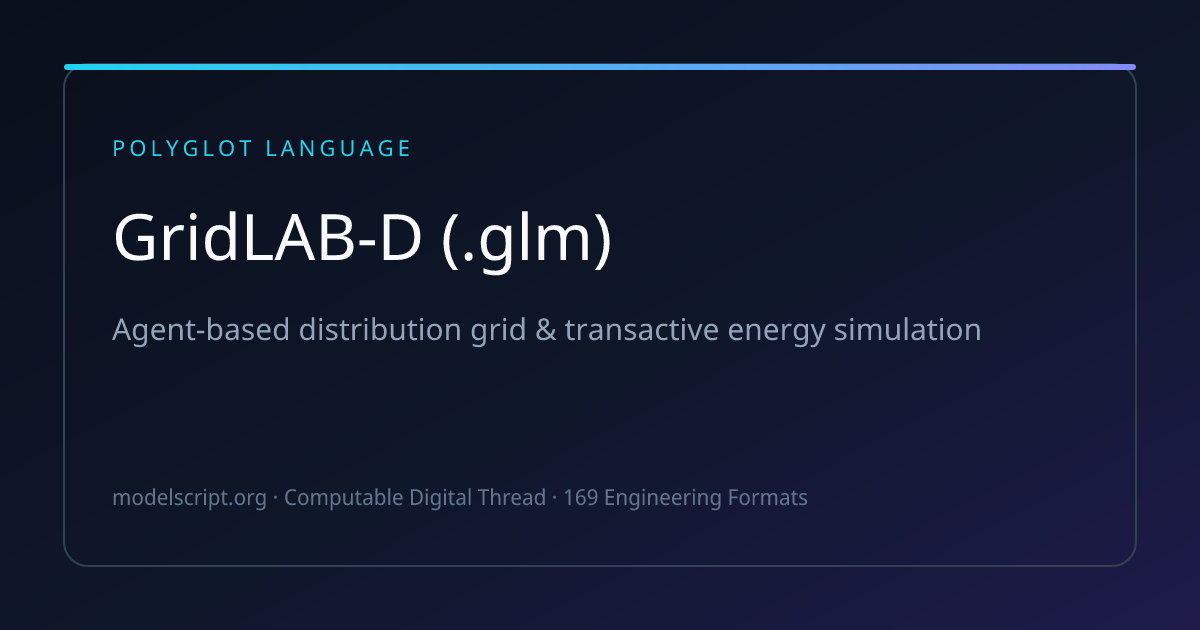 POLYGLOT LANGUAGE
GridLAB-D (.glm)
Agent-based distribution grid & transactive energy simulation
modelscript.org · Computable Digital Thread · 169 Engineering Formats